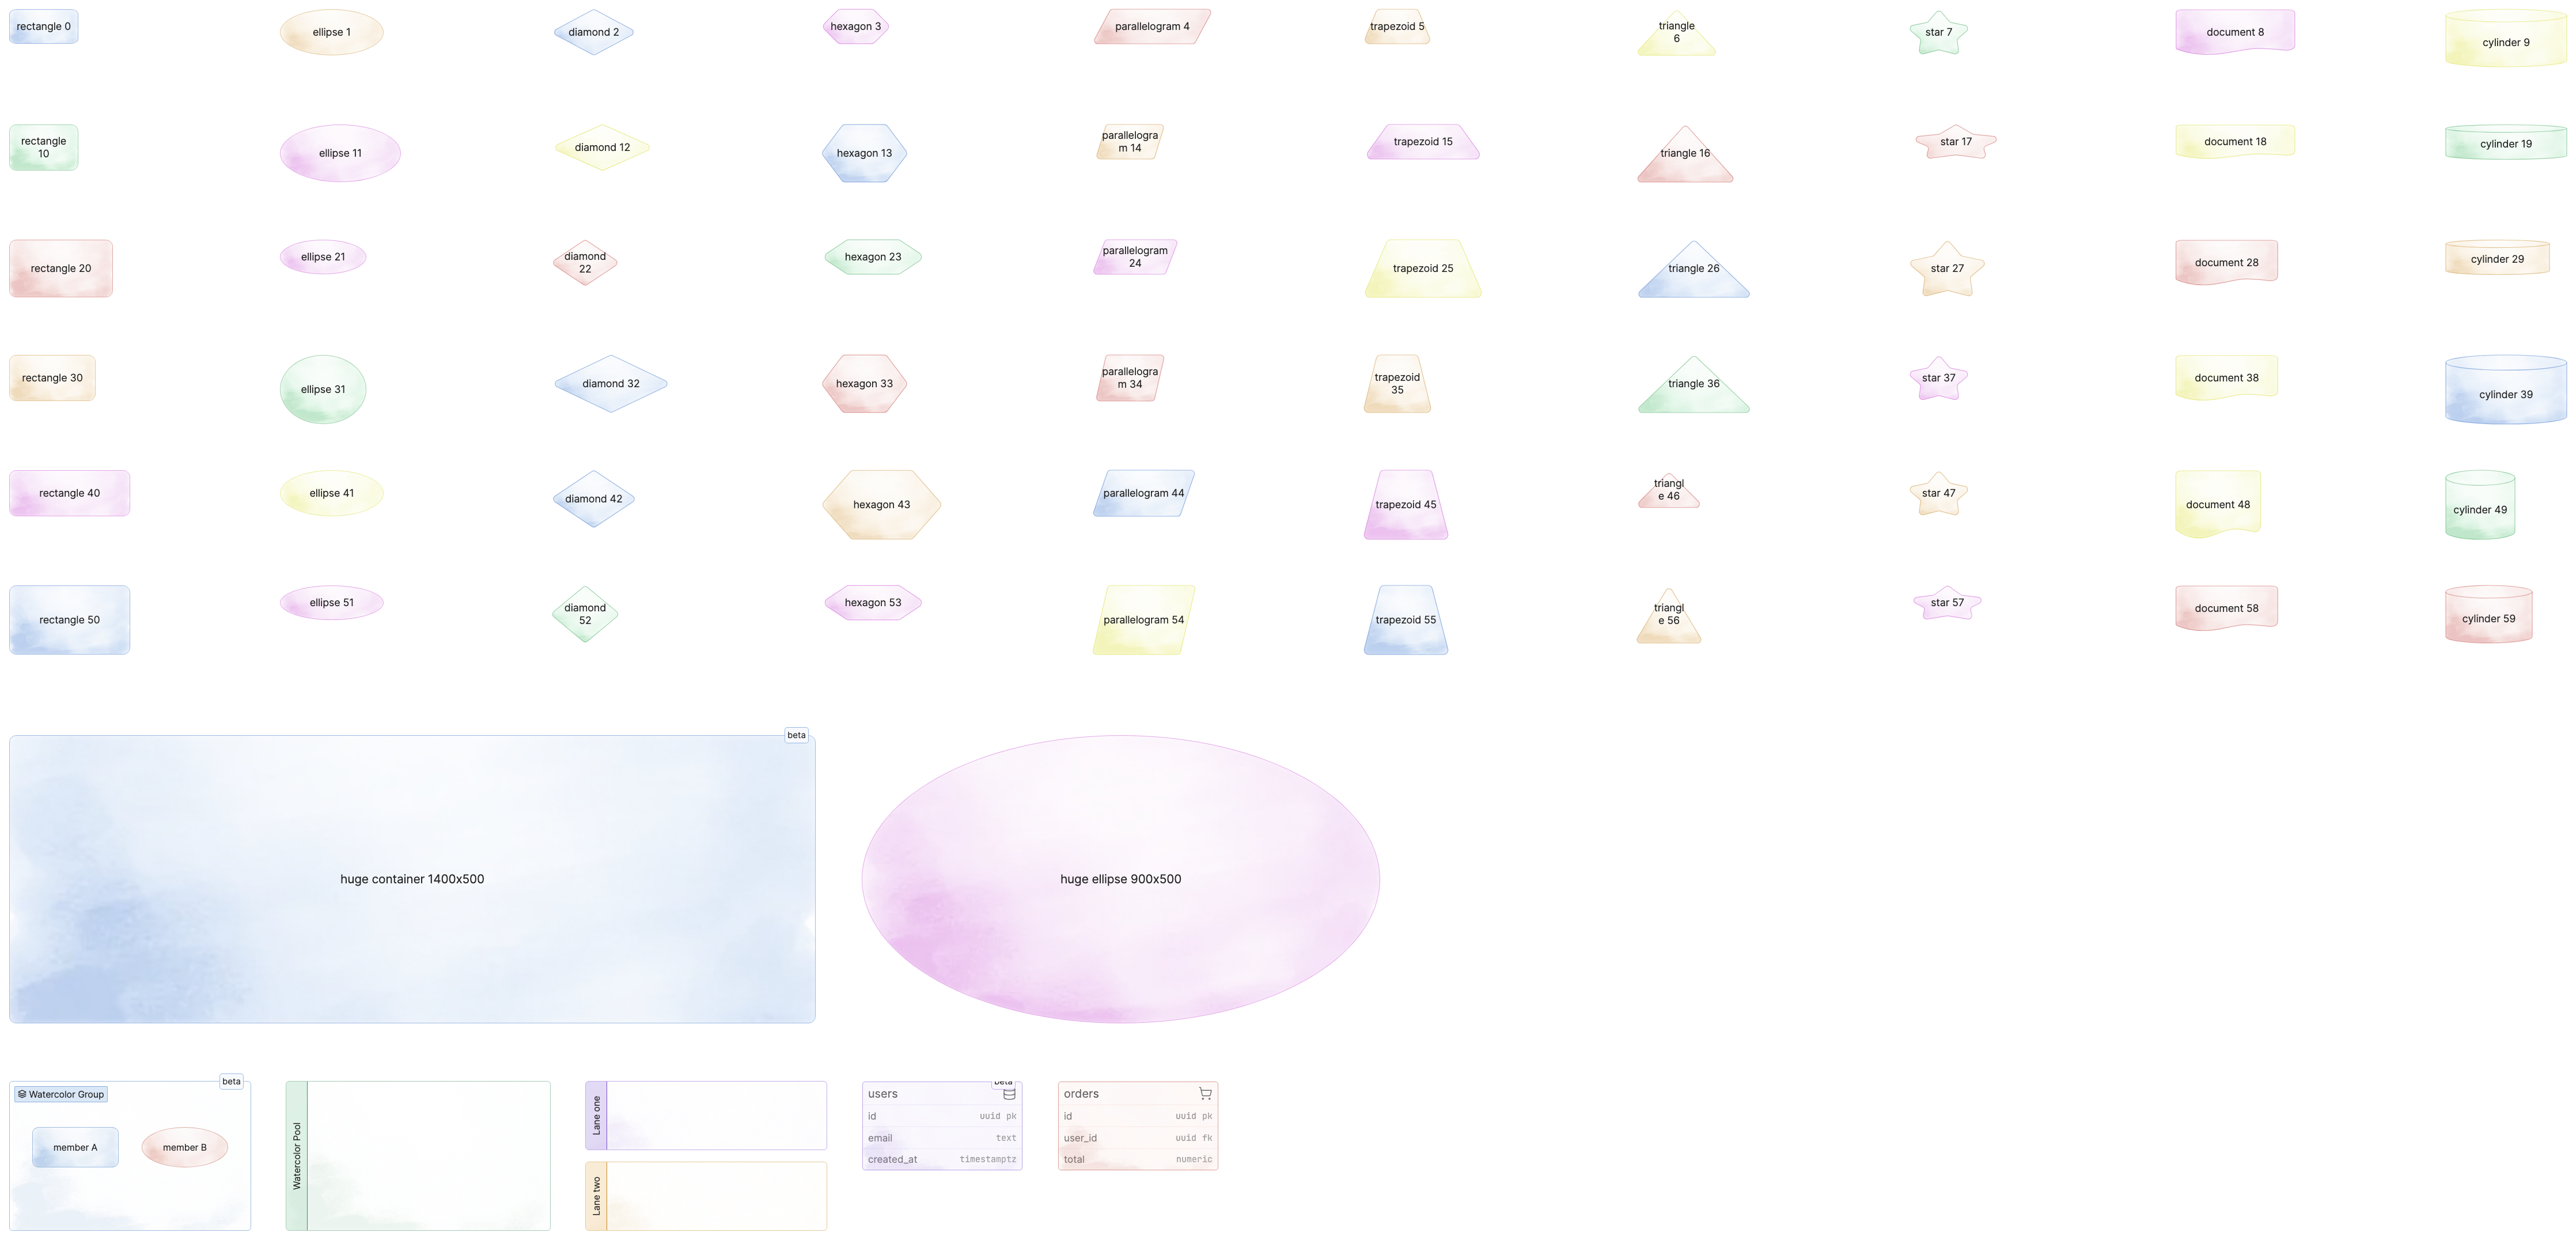 rectangle 0
ellipse 1
diamond 2
hexagon 3
parallelogram 4
trapezoid 5
triangle
6
star 7
document 8
cylinder 9
rectangle
10
ellipse 11
diamond 12
hexagon 13
parallelogra
m 14
trapezoid 15
triangle 16
star 17
document 18
cylinder 19
rectangle 20
ellipse 21
diamond
22
hexagon 23
parallelogram
24
trapezoid 25
triangle 26
star 27
document 28
cylinder 29
rectangle 30
ellipse 31
diamond 32
hexagon 33
parallelogra
m 34
trapezoid
35
triangle 36
star 37
document 38
cylinder 39
rectangle 40
ellipse 41
diamond 42
hexagon 43
parallelogram 44
trapezoid 45
triangl
e 46
star 47
document 48
cylinder 49
rectangle 50
ellipse 51
diamond
52
hexagon 53
parallelogram 54
trapezoid 55
triangl
e 56
star 57
document 58
cylinder 59
beta
huge container 1400x500
huge ellipse 900x500
beta
Watercolor Group
member A
member B
Watercolor Pool
Lane one
Lane two
beta
users
id uuid pk
email text
created_at timestamptz
orders
id uuid pk
user_id uuid fk
total numeric